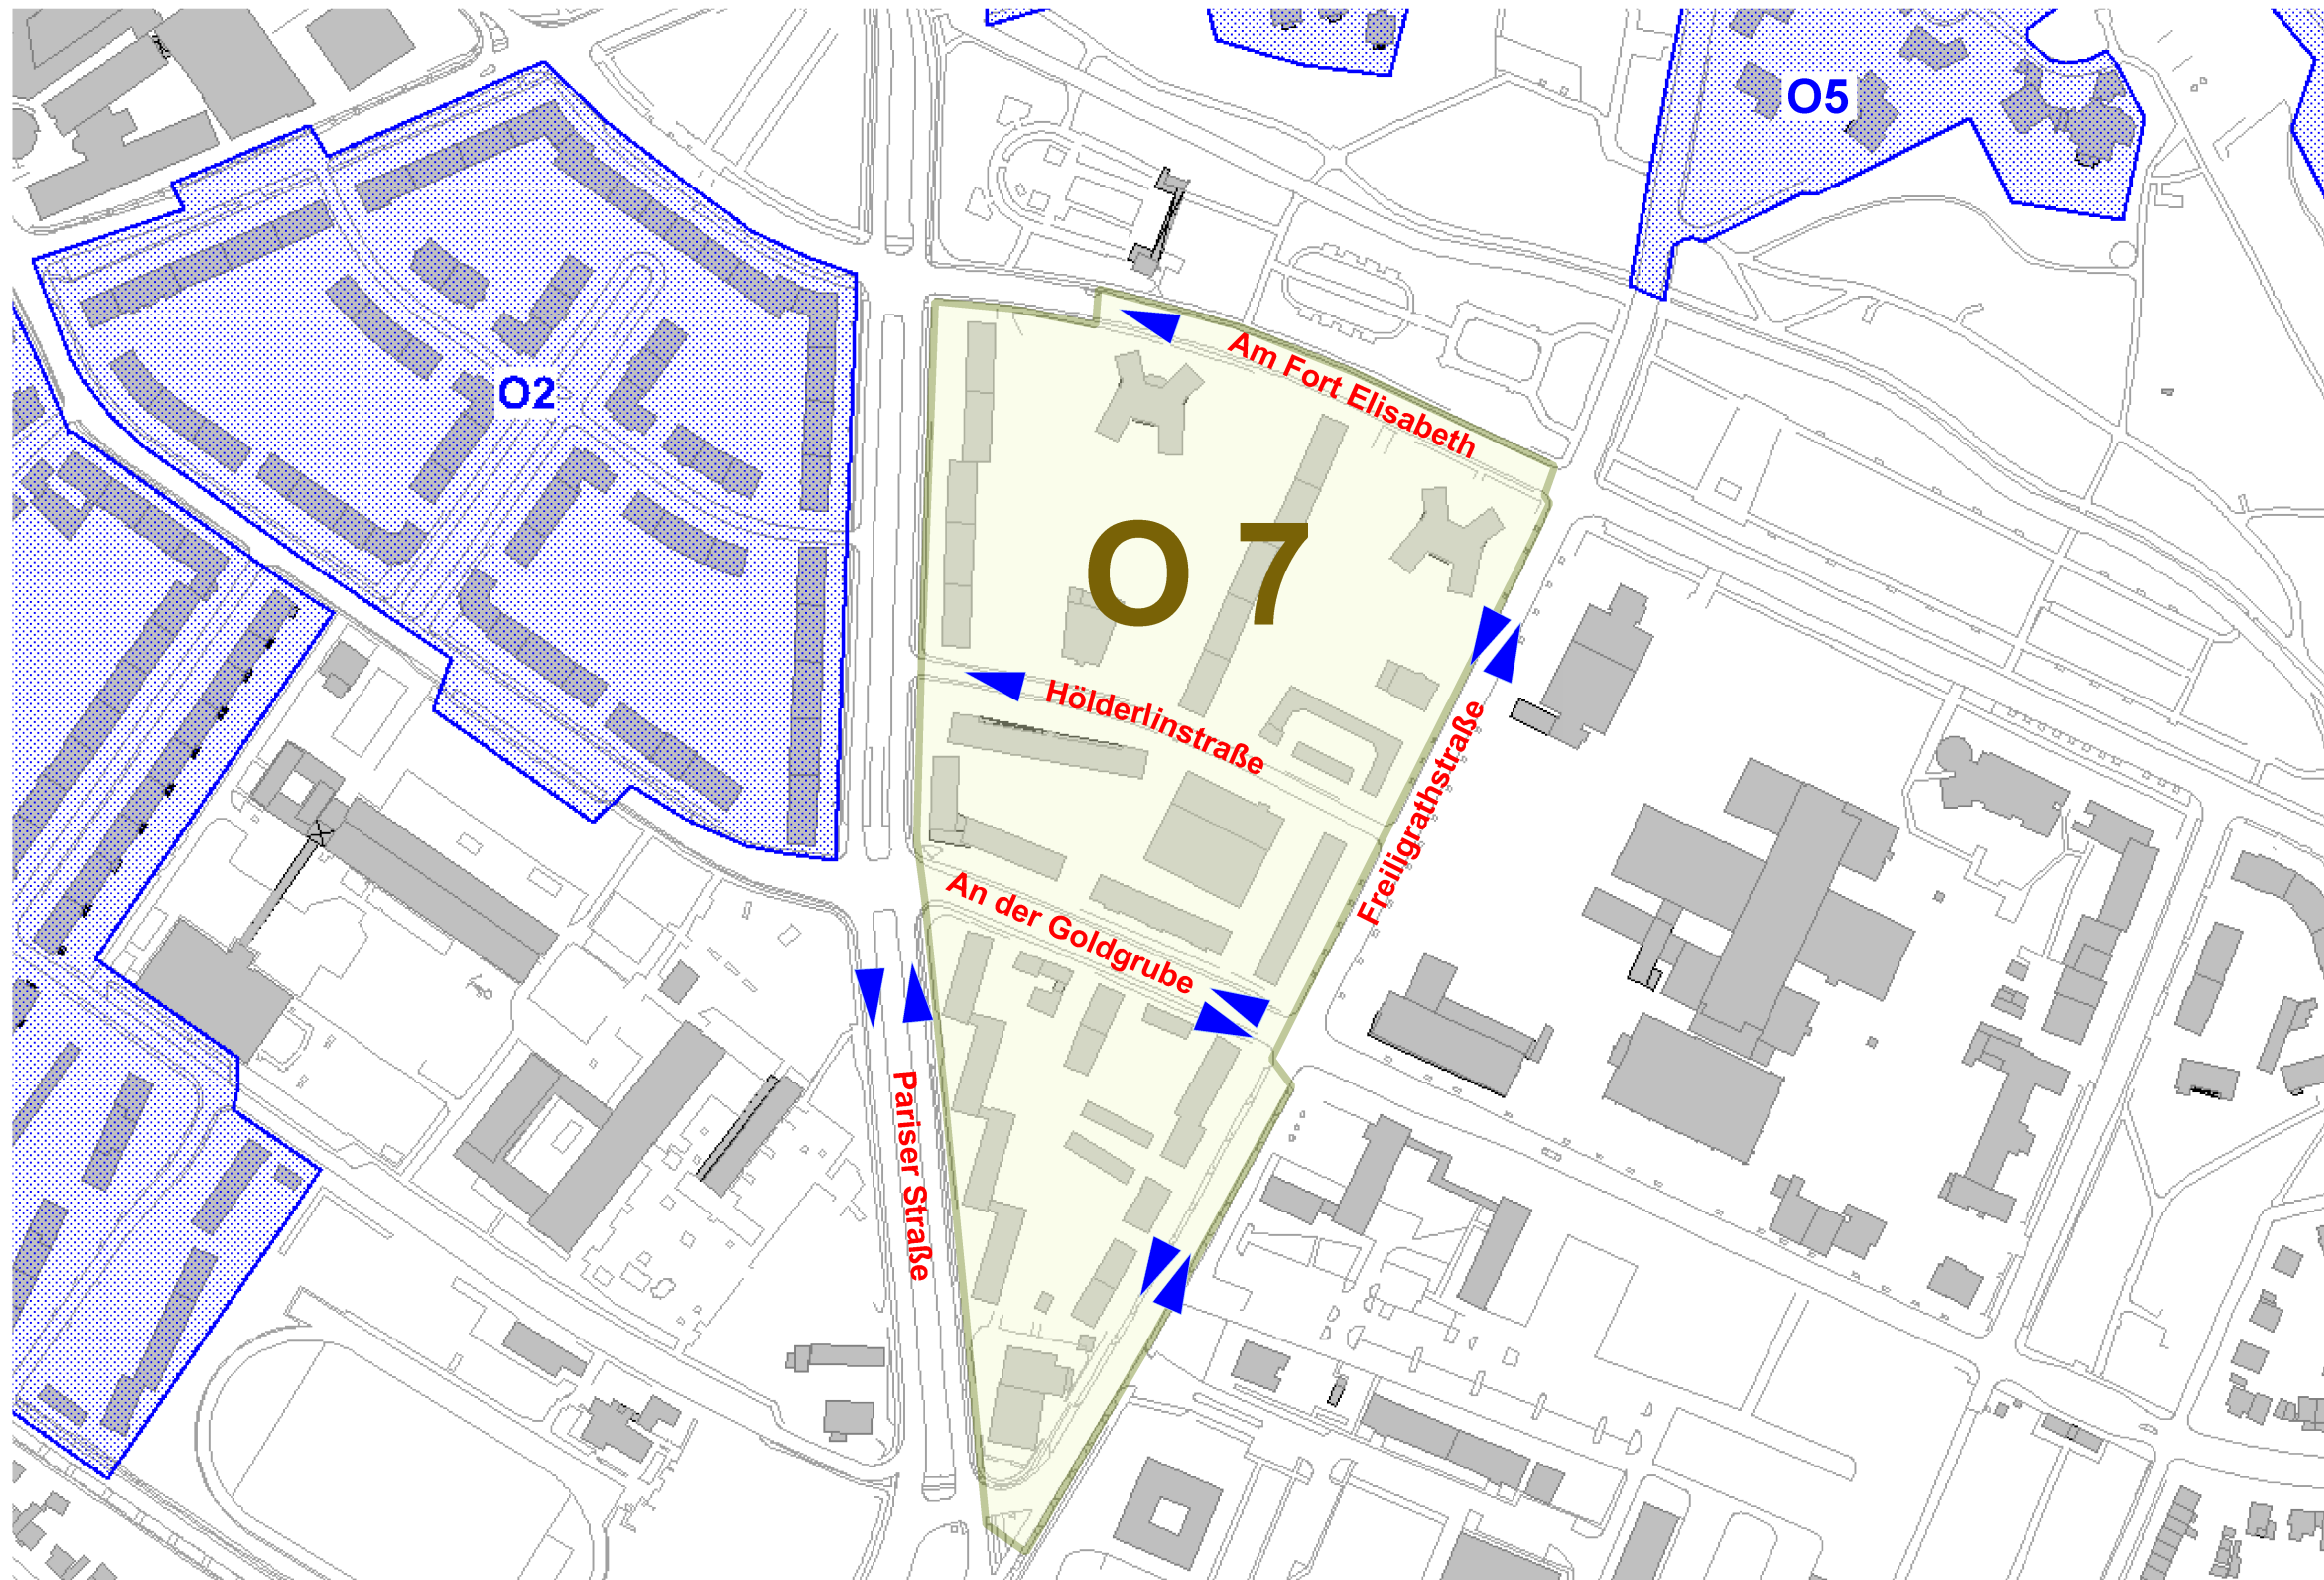 O5
Am Fort Elisabeth
O2
O 7
Hölderlinstraße
Freiligrathstraße
An der Goldgrube
Pariser Straße